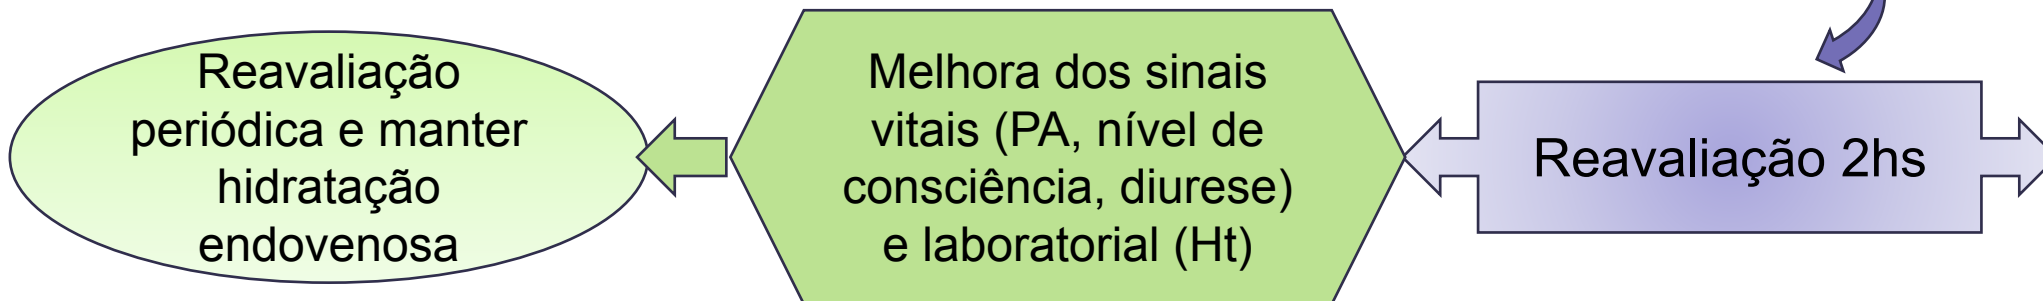 Reavaliação
periódica e manter
hidratação
endovenosa
Melhora dos sinais
vitais (PA, nível de
consciência, diurese)
e laboratorial (Ht)
Reavaliação 2hs